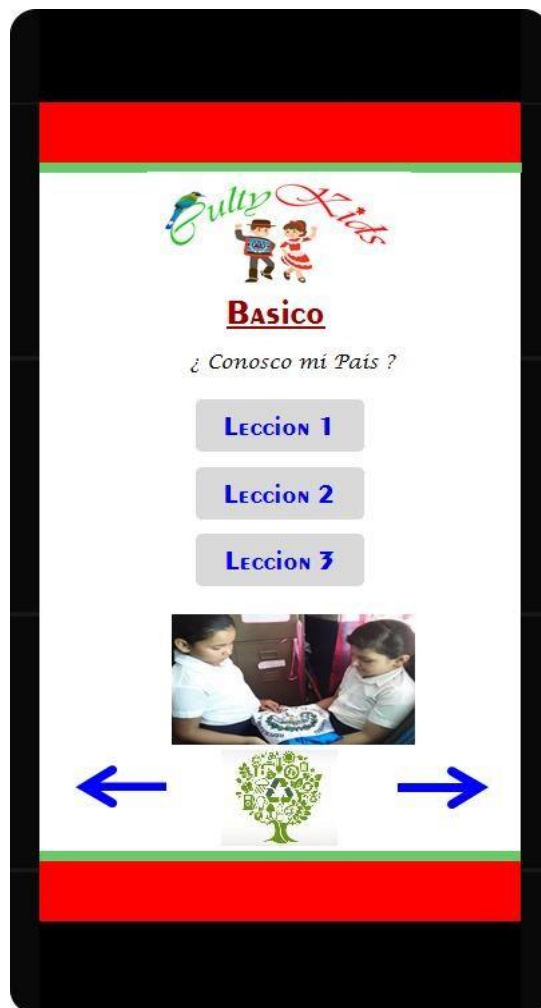 Culty Kids
Basico
¿ Conosco mi Pais ?
Leccion 1
Leccion 2
Leccion 3